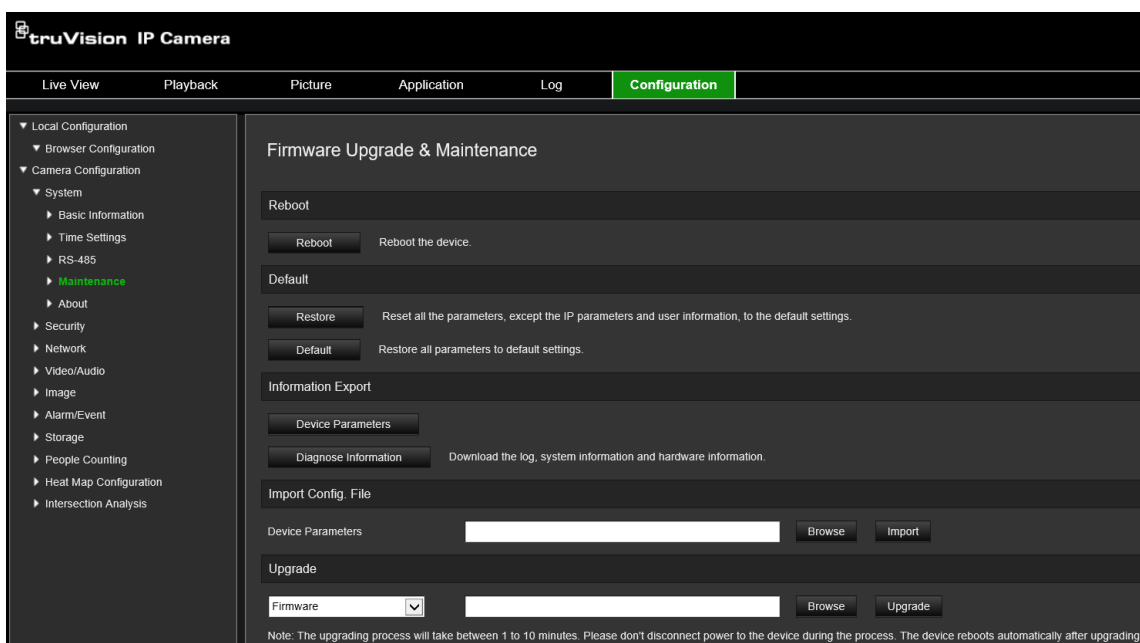 truVision IP Camera
Live View Playback Picture Application Log Configuration
Local Configuration
Browser Configuration
Camera Configuration
System
Basic Information
Time Settings
RS-485
Maintenance
About
Security
Network
Video/Audio
Image
Alarm/Event
Storage
People Counting
Heat Map Configuration
Intersection Analysis
Firmware Upgrade & Maintenance
Reboot
Reboot Reboot the device.
Default
Restore Reset all the parameters, except the IP parameters and user information, to the default settings.
Default Restore all parameters to default settings.
Information Export
Device Parameters
Diagnose Information Download the log, system information and hardware information.
Import Config. File
Device Parameters Browse Import
Upgrade
Firmware Browse Upgrade
Note: The upgrading process will take between 1 to 10 minutes. Please don't disconnect power to the device during the process. The device reboots automatically after upgrading